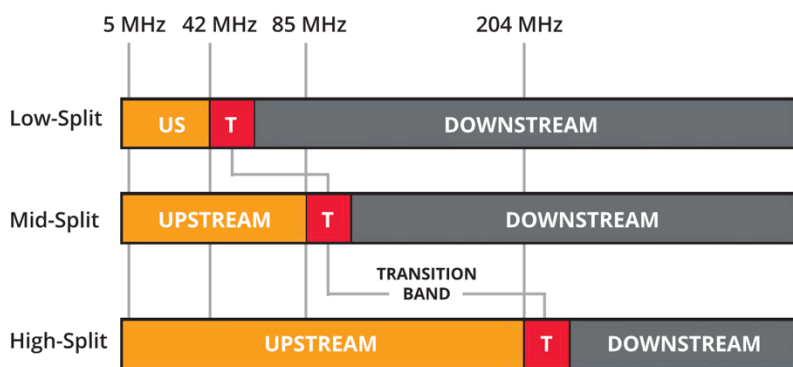 5 MHz 42 MHz 85 MHz 204 MHz
Low-Split US T DOWNSTREAM
Mid-Split UPSTREAM T DOWNSTREAM
TRANSITION
BAND
High-Split UPSTREAM T DOWNSTREAM